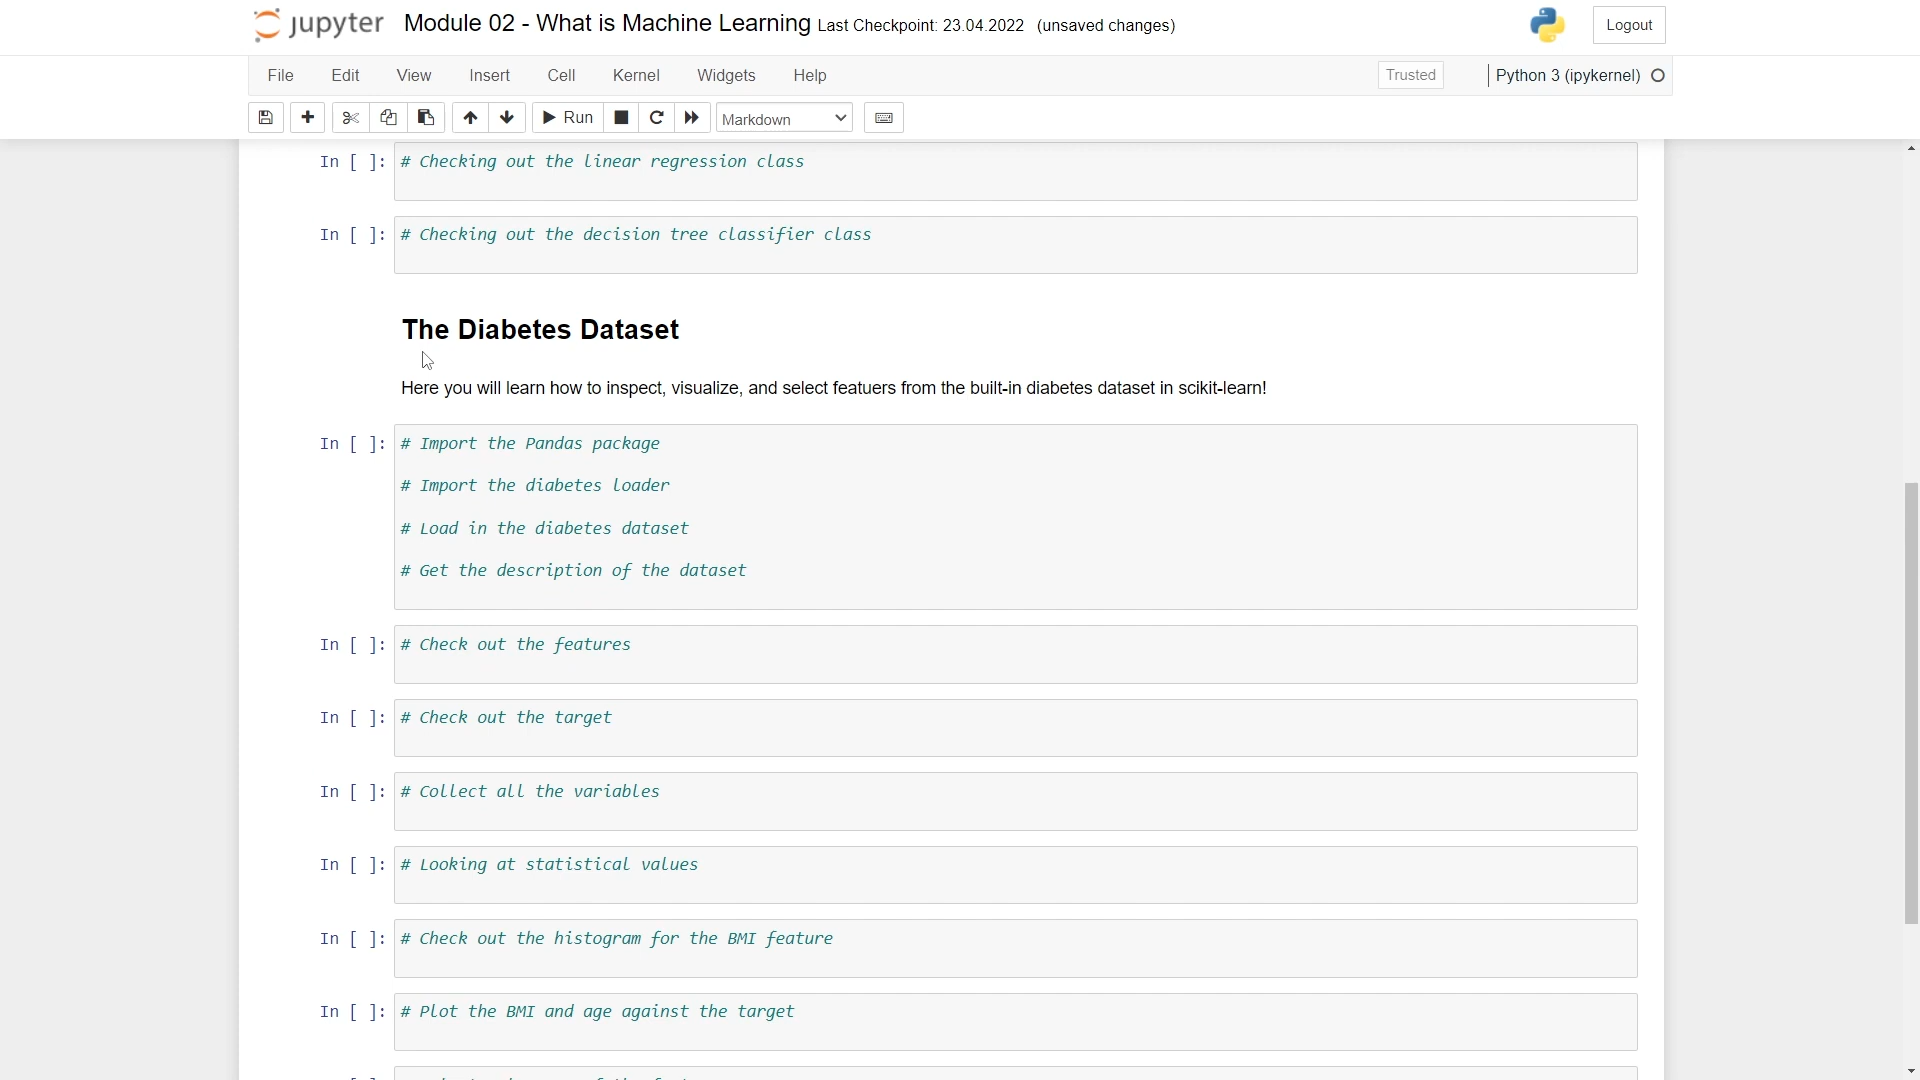 jupyter Module 02 - What is Machine Learning Last Checkpoint: 23.04.2022 (unsaved changes) Logout
File Edit View Insert Cell Kernel Widgets Help Trusted Python 3 (ipykernel)
Run Markdown
In [ ]: # Checking out the linear regression class
In [ ]: # Checking out the decision tree classifier class
The Diabetes Dataset
Here you will learn how to inspect, visualize, and select featuers from the built-in diabetes dataset in scikit-learn!
In [ ]: # Import the Pandas package
# Import the diabetes loader
# Load in the diabetes dataset
# Get the description of the dataset
In [ ]: # Check out the features
In [ ]: # Check out the target
In [ ]: # Collect all the variables
In [ ]: # Looking at statistical values
In [ ]: # Check out the histogram for the BMI feature
In [ ]: # Plot the BMI and age against the target